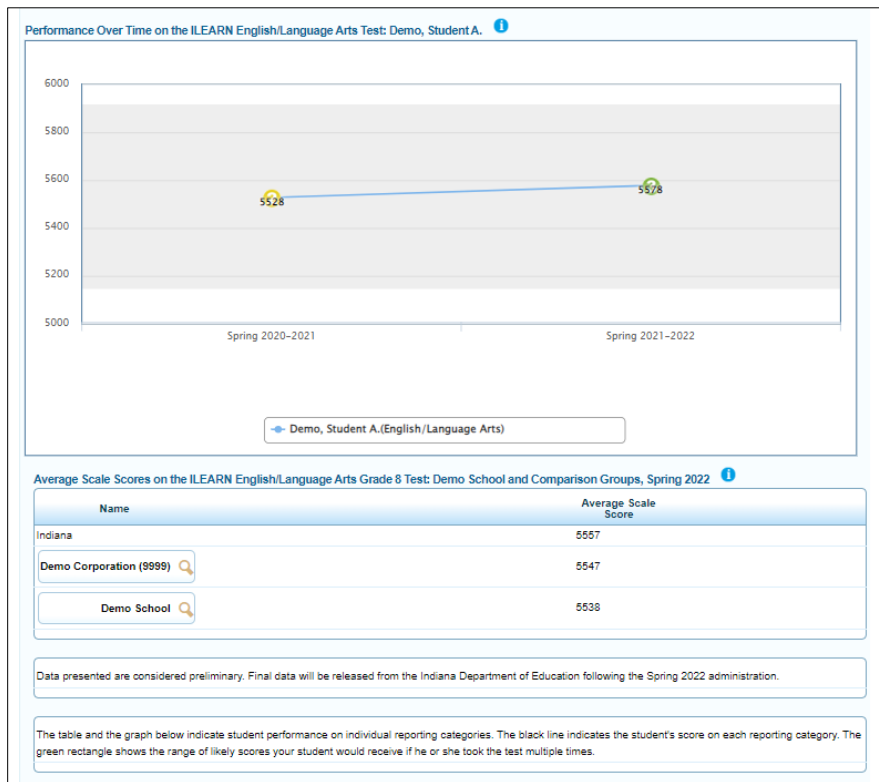 Performance Over Time on the ILEARN English/Language Arts Test: Demo, Student A.
6000
5800
5600
5528
5578
5400
5200
5000
Spring 2020-2021
Spring 2021-2022
Demo, Student A.(English/Language Arts)
Average Scale Scores on the ILEARN English/Language Arts Grade 8 Test: Demo School and Comparison Groups, Spring 2022
Name
Average Scale
Score
Indiana
5557
Demo Corporation (9999)
5547
Demo School
5538
Data presented are considered preliminary. Final data will be released from the Indiana Department of Education following the Spring 2022 administration.
The table and the graph below indicate student performance on individual reporting categories. The black line indicates the student's score on each reporting category. The
green rectangle shows the range of likely scores your student would receive if he or she took the test multiple times.